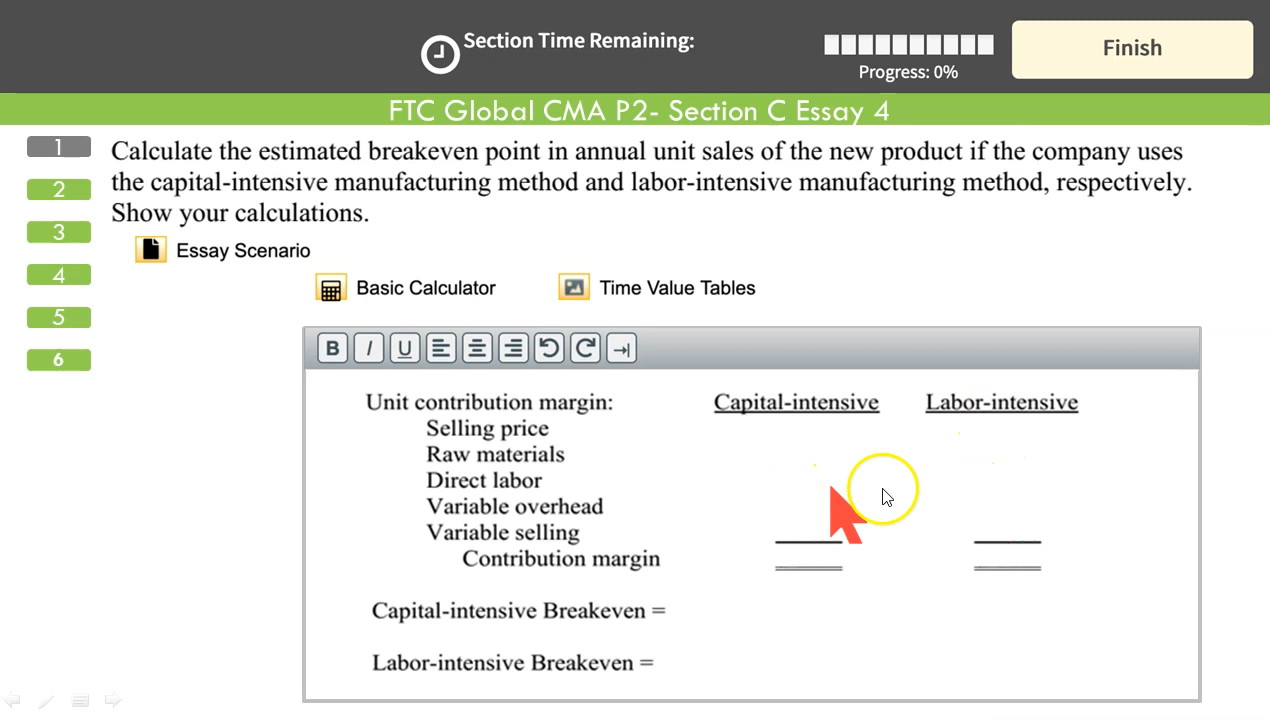 Section Time Remaining:
Progress: 0%
Finish
FTC Global CMA P2- Section C Essay 4
1
2
3
4
5
6
Calculate the estimated breakeven point in annual unit sales of the new product if the company uses
the capital-intensive manufacturing method and labor-intensive manufacturing method, respectively.
Show your calculations.
Essay Scenario
Basic Calculator Time Value Tables
B I U
Unit contribution margin: Capital-intensive Labor-intensive
Selling price
Raw materials
Direct labor
Variable overhead
Variable selling
Contribution margin
Capital-intensive Breakeven =
Labor-intensive Breakeven =